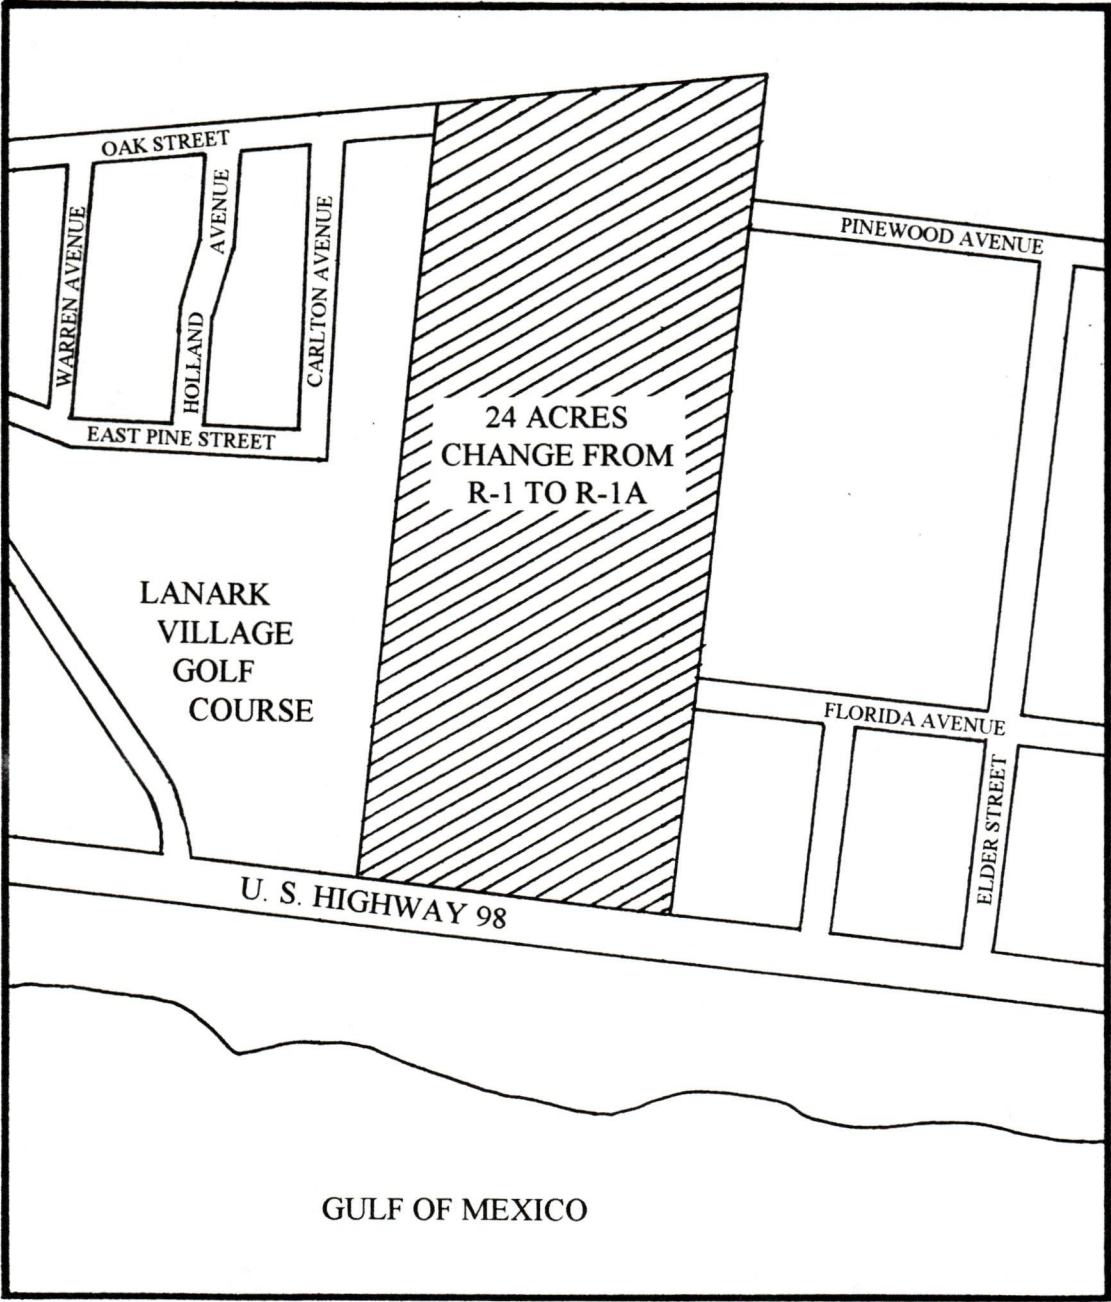 OAK STREET
WARREN AVENUE
HOLLAND AVENUE
CARLTON AVENUE
EAST PINE STREET
PINEWOOD AVENUE
24 ACRES
CHANGE FROM
R-1 TO R-1A
LANARK
VILLAGE
GOLF
COURSE
FLORIDA AVENUE
ELDER STREET
U. S. HIGHWAY 98
GULF OF MEXICO